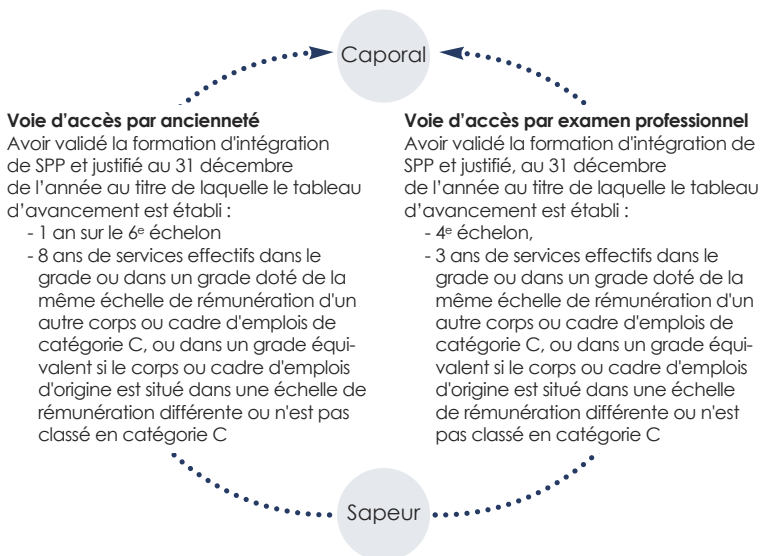 Caporal
Voie d'accès par ancienneté
Avoir validé la formation d'intégration
de SPP et justifié au 31 décembre
de l'année au titre de laquelle le tableau
d'avancement est établi :
- 1 an sur le 6e échelon
- 8 ans de services effectifs dans le
grade ou dans un grade doté de la
même échelle de rémunération d'un
autre corps ou cadre d'emplois de
catégorie C, ou dans un grade équi-
valent si le corps ou cadre d'emplois
d'origine est situé dans une échelle de
rémunération différente ou n'est pas
classé en catégorie C
Voie d'accès par examen professionnel
Avoir validé la formation d'intégration de
SPP et justifié, au 31 décembre
de l'année au titre de laquelle le tableau
d'avancement est établi :
- 4e échelon,
- 3 ans de services effectifs dans le
grade ou dans un grade doté de la
même échelle de rémunération d'un
autre corps ou cadre d'emplois de
catégorie C, ou dans un grade équi-
valent si le corps ou cadre d'emplois
d'origine est situé dans une échelle
de rémunération différente ou n'est
pas classé en catégorie C
Sapeur